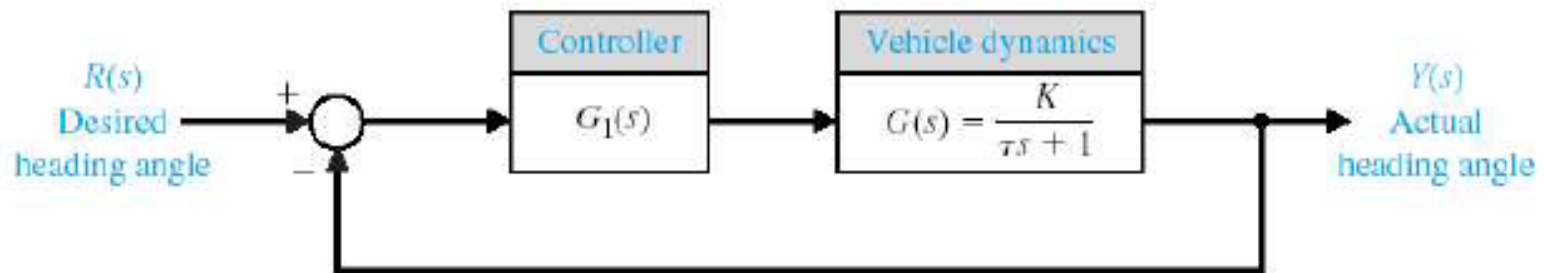 R(s)
Desired
heading angle
+
−
Controller
G₁(s)
Vehicle dynamics
G(s) = K / (τs + 1)
Y(s)
Actual
heading angle